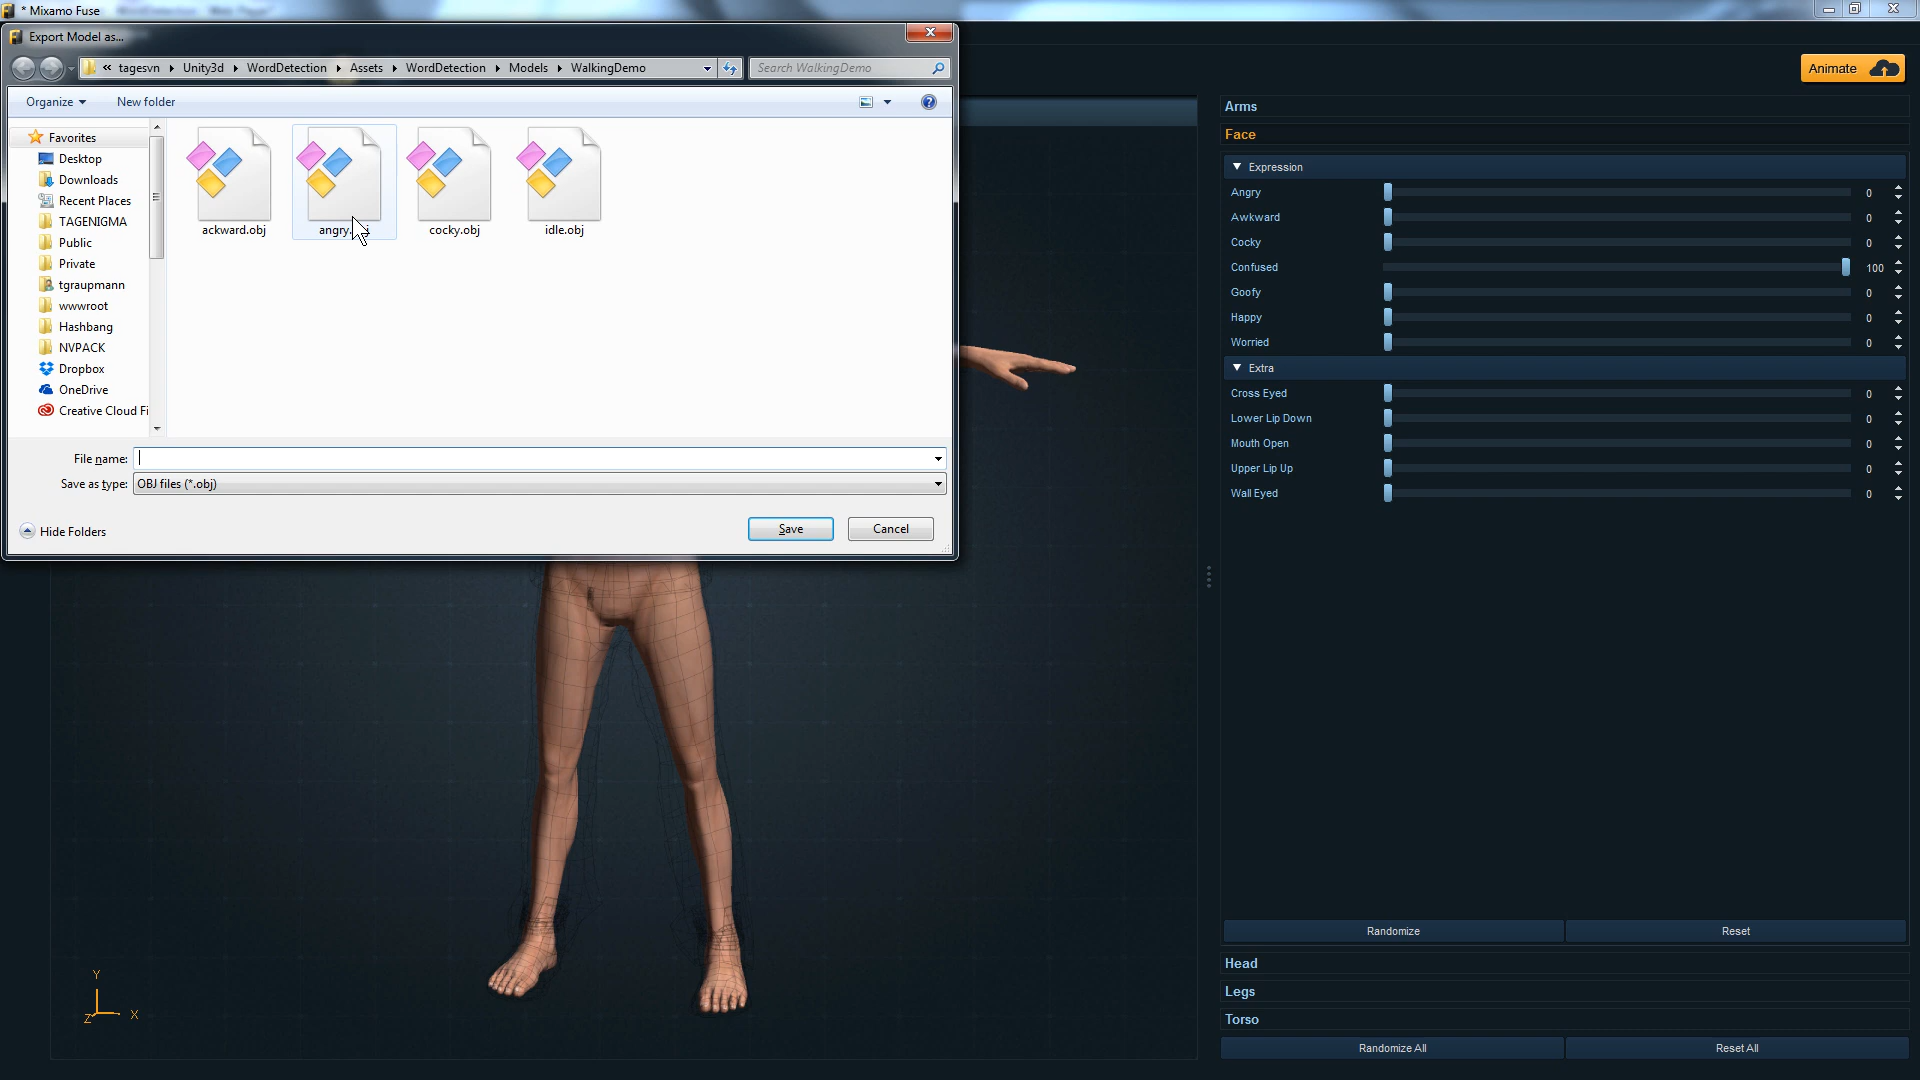 * Mixamo Fuse
Export Model as...
« tagesvn Unity3d WordDetection Assets WordDetection Models WalkingDemo
Search WalkingDemo
Organize
New folder
Favorites
Desktop
Downloads
Recent Places
TAGENIGMA
Public
Private
tgraupmann
wwwroot
Hashbang
NVPACK
Dropbox
OneDrive
Creative Cloud Fi
ackward.obj
angry.
cocky.obj
idle.obj
File name:
Save as type:
OBJ files (*.obj)
Hide Folders
Save
Cancel
Animate
Arms
Face
Expression
Angry 0
Awkward 0
Cocky 0
Confused 100
Goofy 0
Happy 0
Worried 0
Extra
Cross Eyed 0
Lower Lip Down 0
Mouth Open 0
Upper Lip Up 0
Wall Eyed 0
Randomize
Reset
Head
Legs
Torso
Randomize All
Reset All
Y
Z
X